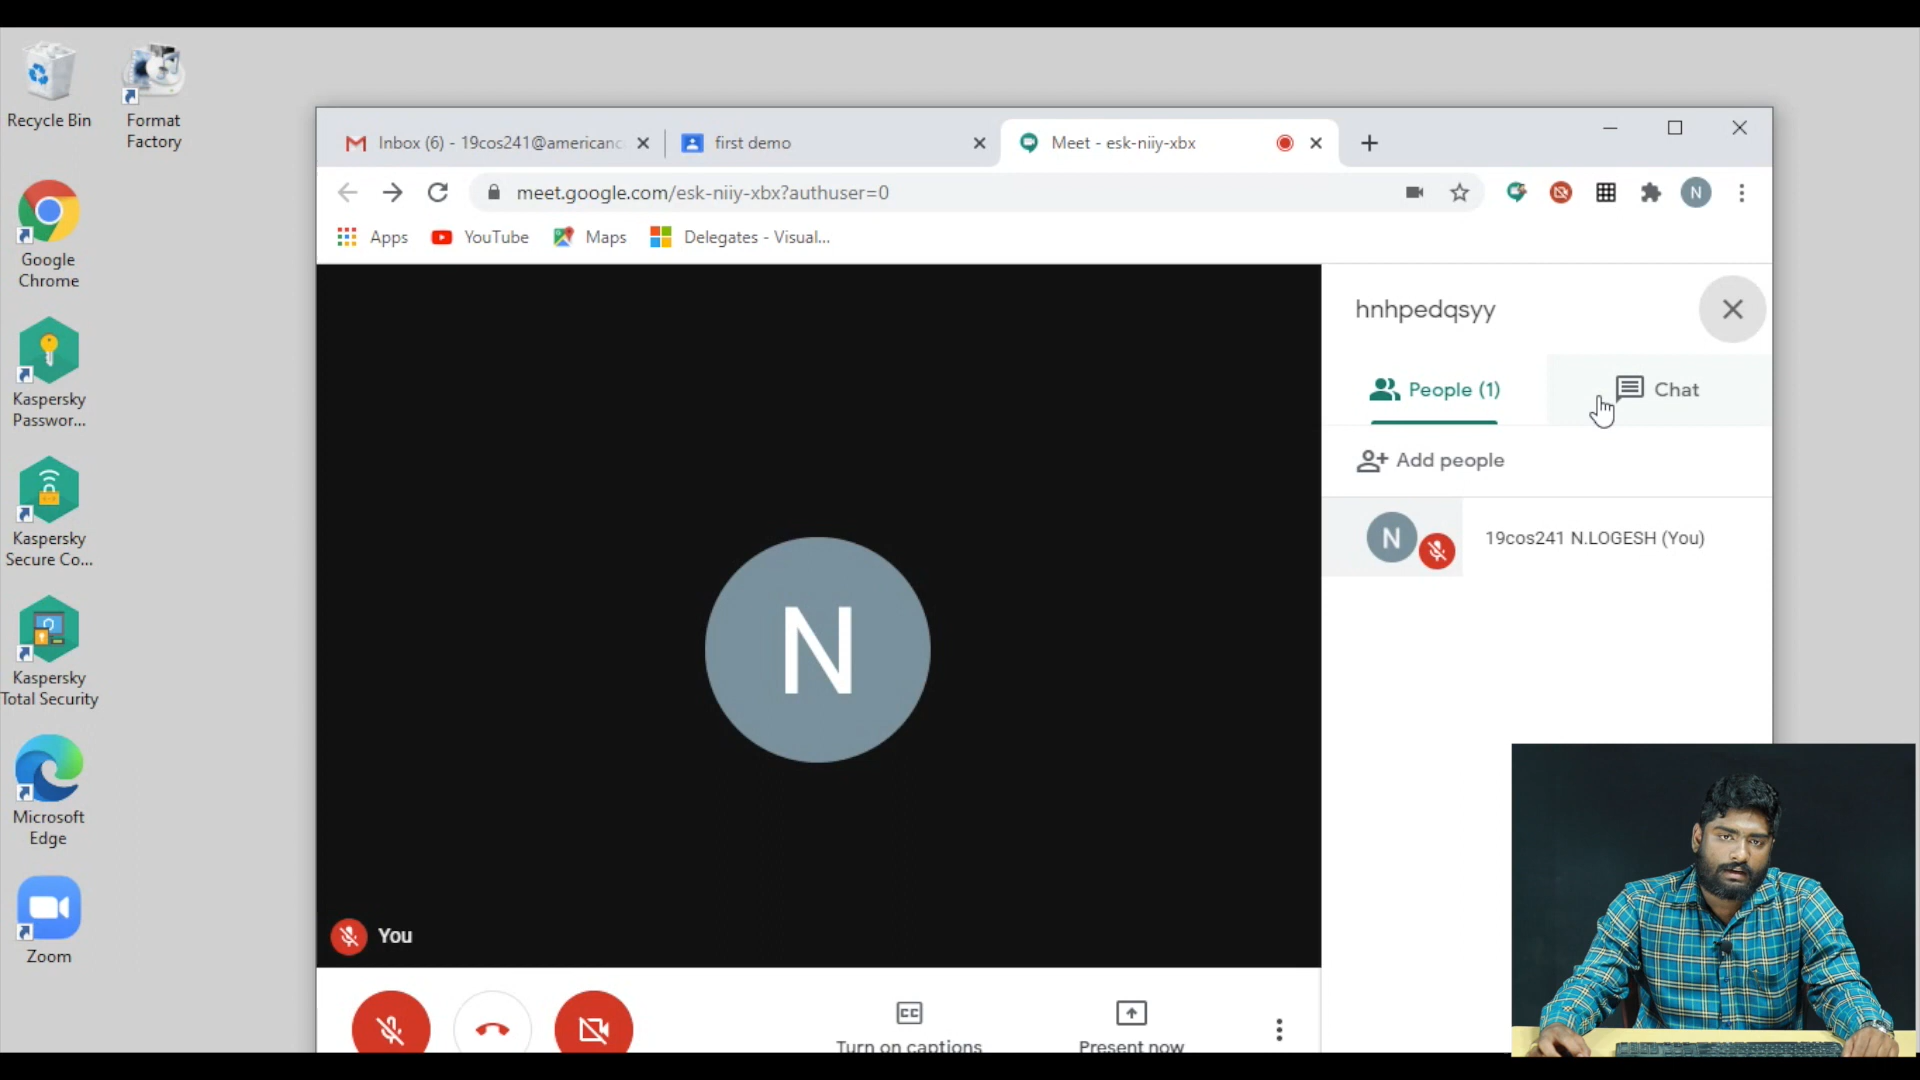 Recycle Bin
Format
Factory
Google
Chrome
Kaspersky
Passwor...
Kaspersky
Secure Co...
Kaspersky
Total Security
Microsoft
Edge
Zoom
Inbox (6) - 19cos241@americanc
first demo
Meet - esk-niiy-xbx
meet.google.com/esk-niiy-xbx?authuser=0
N
Apps
YouTube
Maps
Delegates - Visual...
hnhpedqsyy
People (1)
Chat
Add people
N
19cos241 N.LOGESH (You)
N
You
CC
Turn on captions
Present now